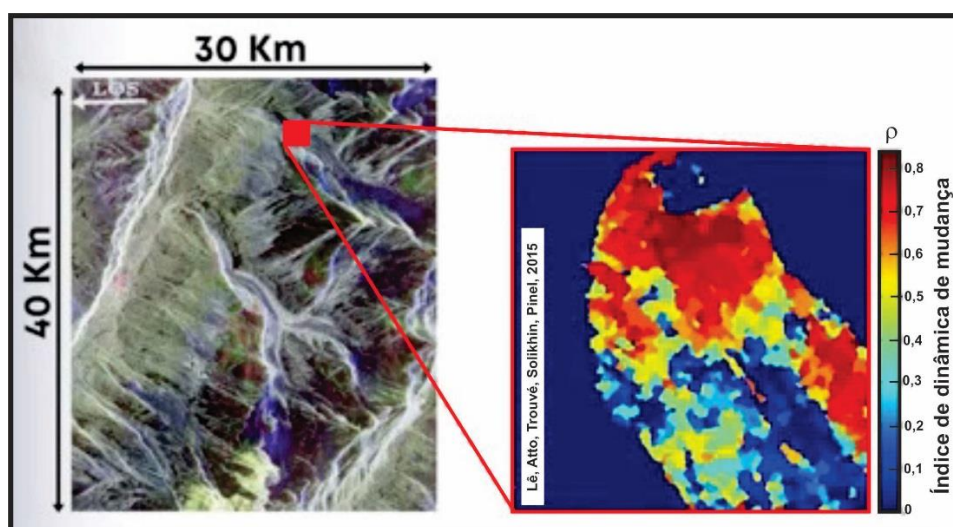 30 Km
LOS
40 Km
Lê, Atto, Trouvé, Solikhin, Pinel, 2015
ρ
0,8
0,7
0,6
0,5
0,4
0,3
0,2
0,1
0
Índice de dinâmica de mudança